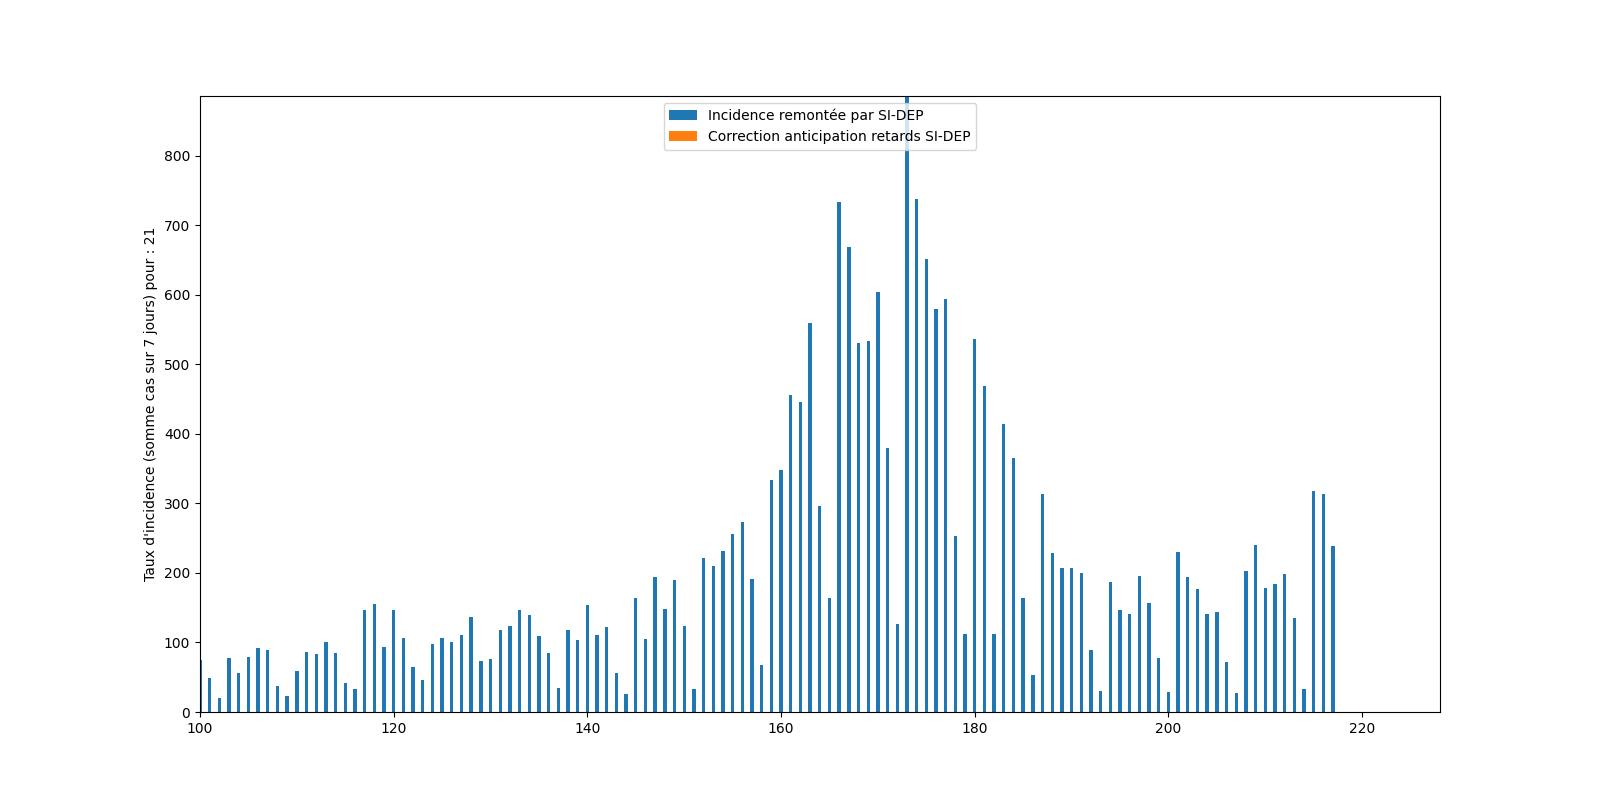 Incidence remontée par SI-DEP
Correction anticipation retards SI-DEP
Taux d'incidence (somme cas sur 7 jours) pour : 21
800
700
600
500
400
300
200
100
0
100 120 140 160 180 200 220